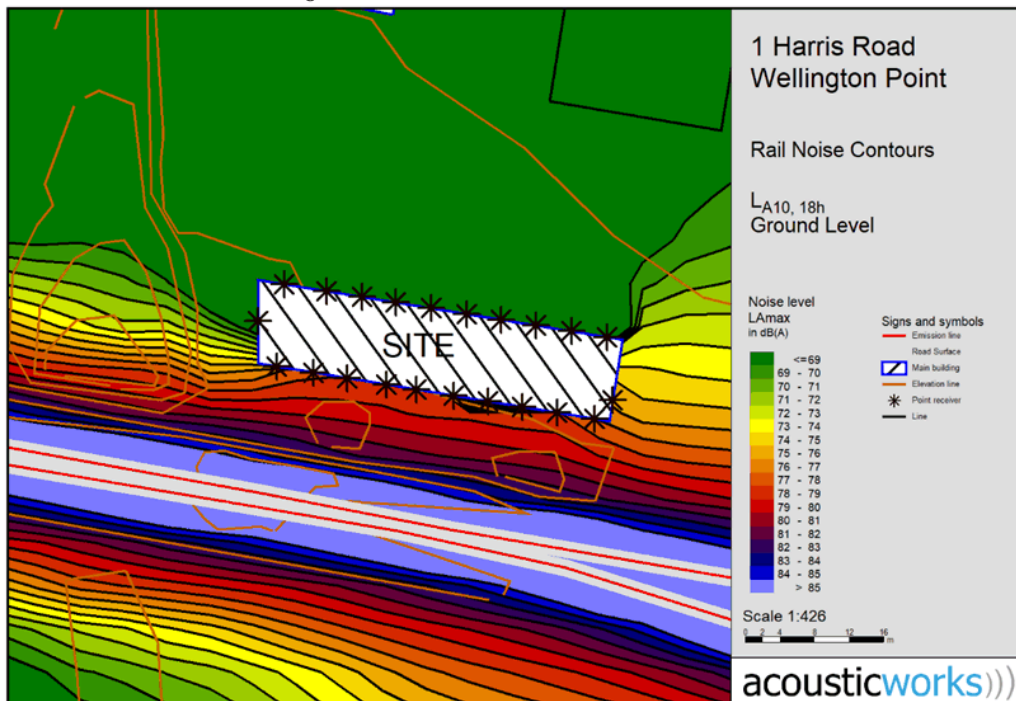 1 Harris Road
Wellington Point
Rail Noise Contours
LA10, 18h
Ground Level
Noise level
LAmax
in dB(A)
<=69
69 - 70
70 - 71
71 - 72
72 - 73
73 - 74
74 - 75
75 - 76
76 - 77
77 - 78
78 - 79
79 - 80
80 - 81
81 - 82
82 - 83
83 - 84
84 - 85
> 85
Signs and symbols
Emission line
Road Surface
Main building
Elevation line
Point receiver
Line
SITE
Scale 1:426
0 2 4 8 12 16
m
acousticworks)))